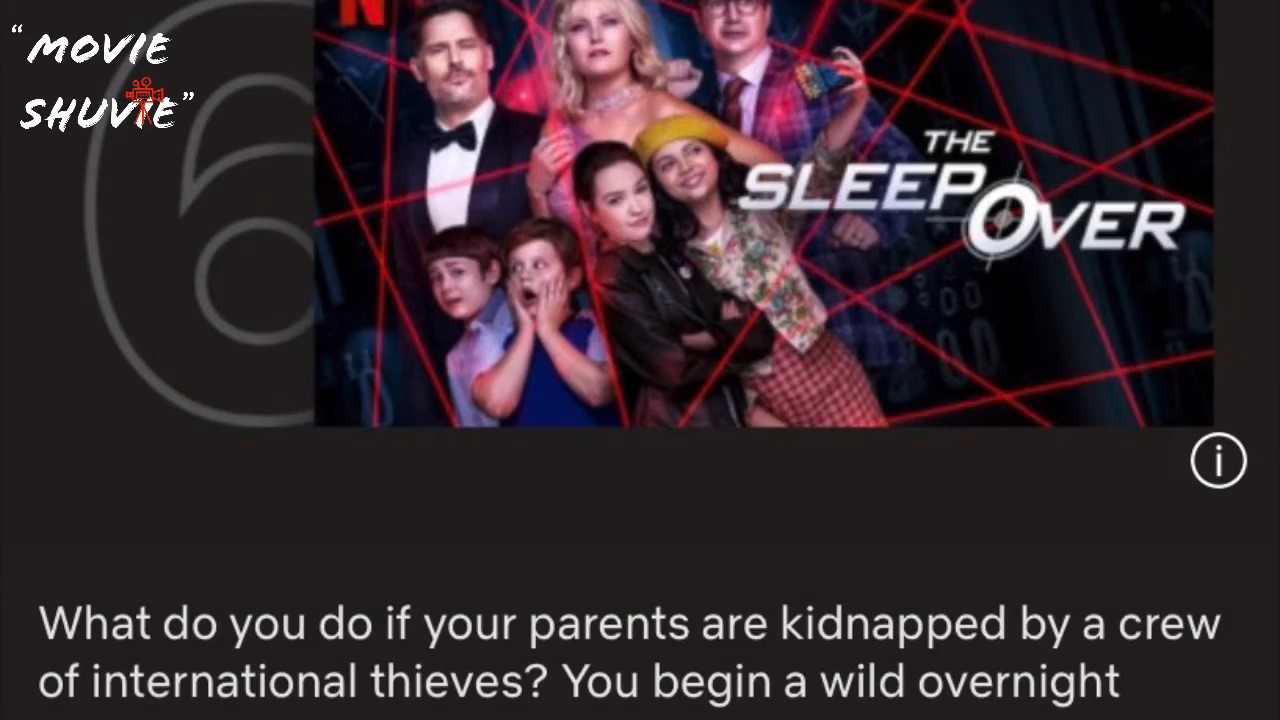 “MOVIE
SHUVIE”
6
N
THE
SLEEPOVER
i
What do you do if your parents are kidnapped by a crew
of international thieves? You begin a wild overnight